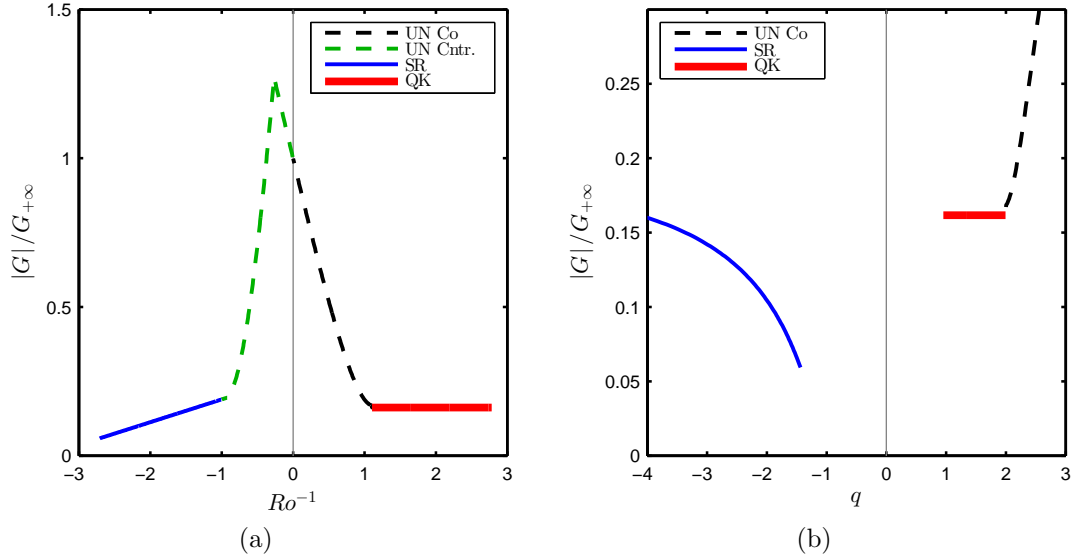 1.5
1
0.5
0
|G|/G+∞
UN Co
UN Cntr.
SR
QK
−3 −2 −1 0 1 2 3
Ro−1
(a)
0.25
0.2
0.15
0.1
0.05
0
|G|/G+∞
UN Co
SR
QK
−4 −3 −2 −1 0 1 2 3
q
(b)